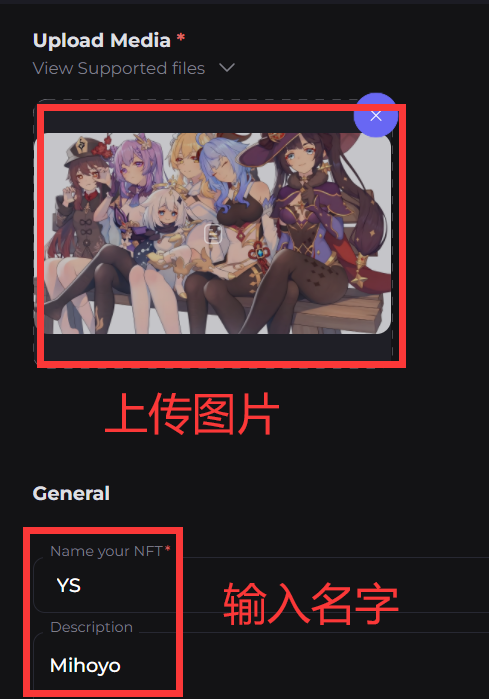 Upload Media *
View Supported files
上传图片
General
Name your NFT*
YS
输入名字
Description
Mihoyo